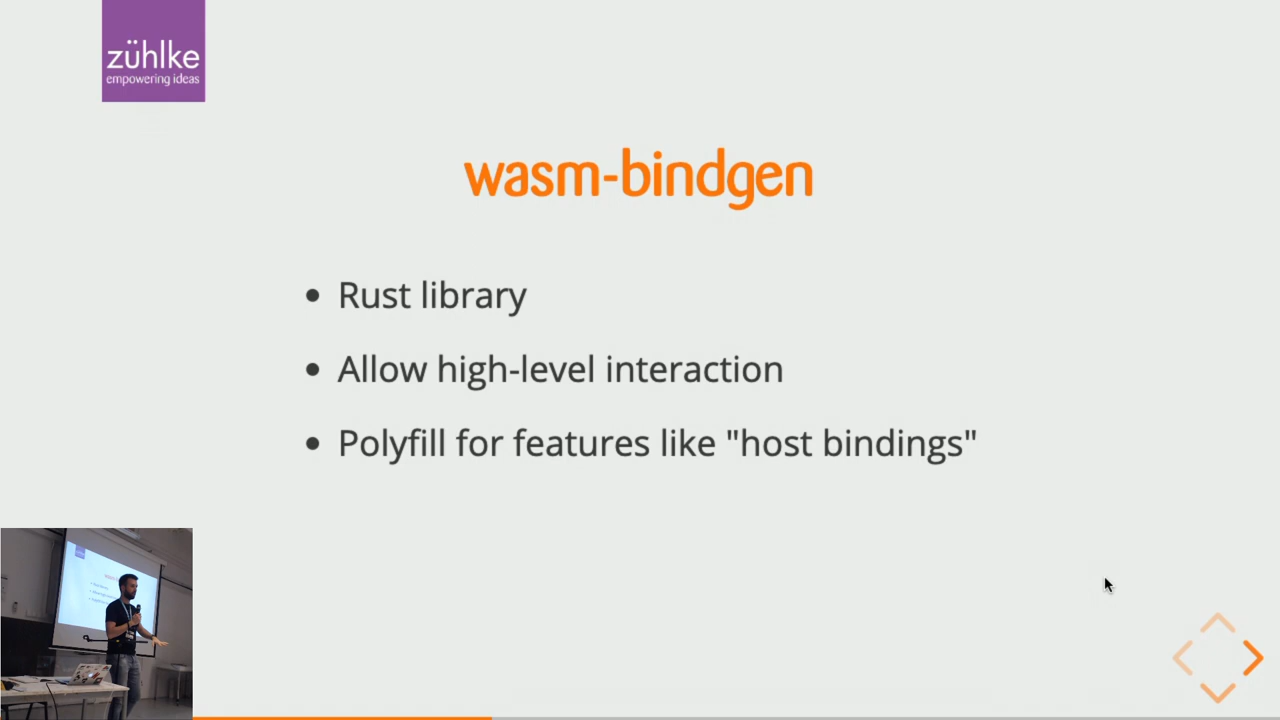 zühlke
empowering ideas
wasm-bindgen
Rust library
Allow high-level interaction
Polyfill for features like "host bindings"